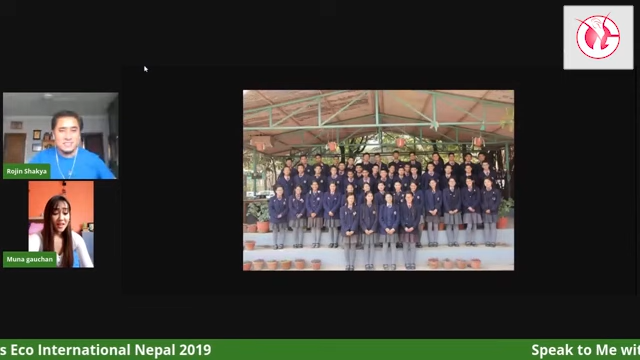 Rojin Shakya
Muna gauchan
s Eco International Nepal 2019
Speak to Me wit